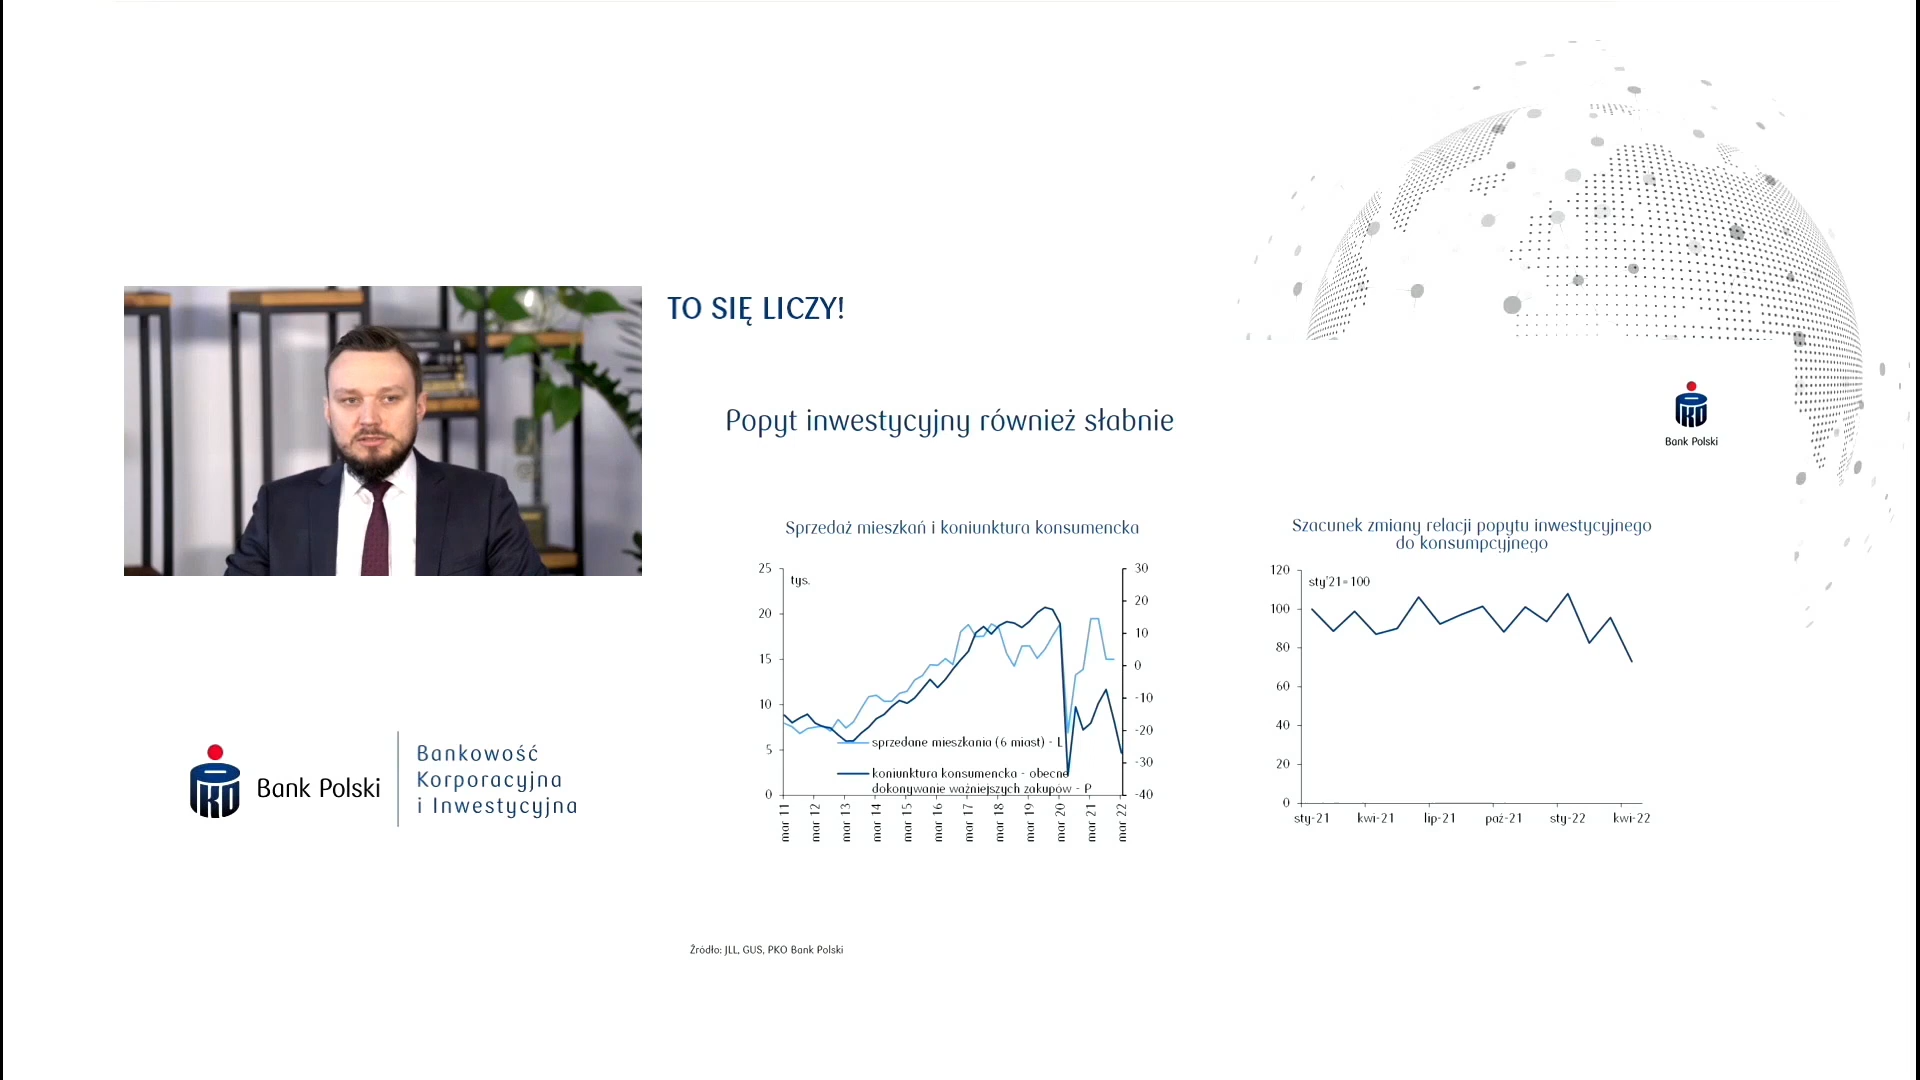 TO SIĘ LICZY!
Popyt inwestycyjny również słabnie
PKO
Bank Polski
Sprzedaż mieszkań i koniunktura konsumencka
25
20
15
10
5
0
tys.
30
20
10
0
-10
-20
-30
-40
sprzedane mieszkania (6 miast) - L
koniunktura konsumencka - obecne
dokonywanie ważniejszych zakupów - P
mar 11
mar 12
mar 13
mar 14
mar 15
mar 16
mar 17
mar 18
mar 19
mar 20
mar 21
mar 22
Szacunek zmiany relacji popytu inwestycyjnego
do konsumpcyjnego
120
100
80
60
40
20
0
sty'21=100
sty-21 kwi-21 lip-21 paź-21 sty-22 kwi-22
PKO
Bank Polski
Bankowość
Korporacyjna
i Inwestycyjna
Źródło: JLL, GUS, PKO Bank Polski